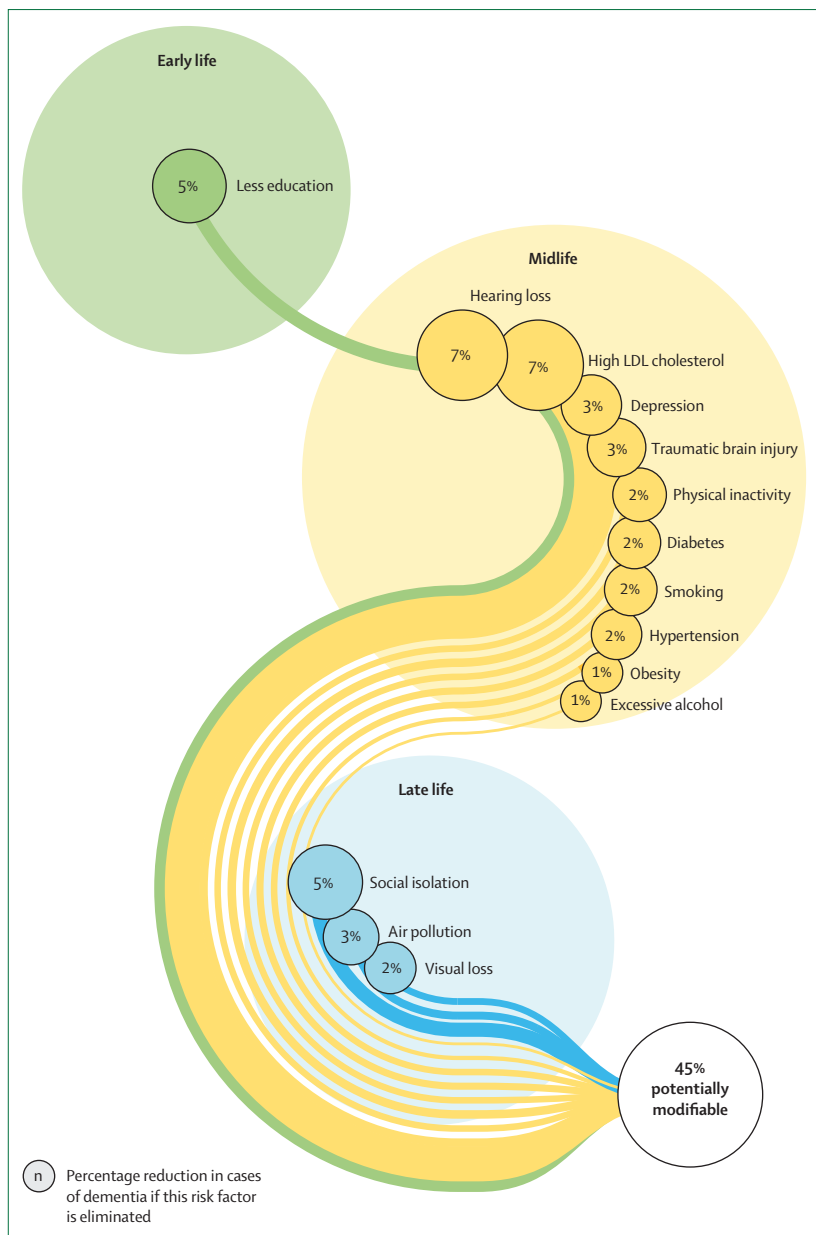 Early life
5%
Less education
Midlife
Hearing loss
7%
7%
High LDL cholesterol
3%
Depression
3%
Traumatic brain injury
2%
Physical inactivity
2%
Diabetes
2%
Smoking
2%
Hypertension
1%
Obesity
1%
Excessive alcohol
Late life
5%
Social isolation
3%
Air pollution
2%
Visual loss
45%
potentially
modifiable
n
Percentage reduction in cases
of dementia if this risk factor
is eliminated